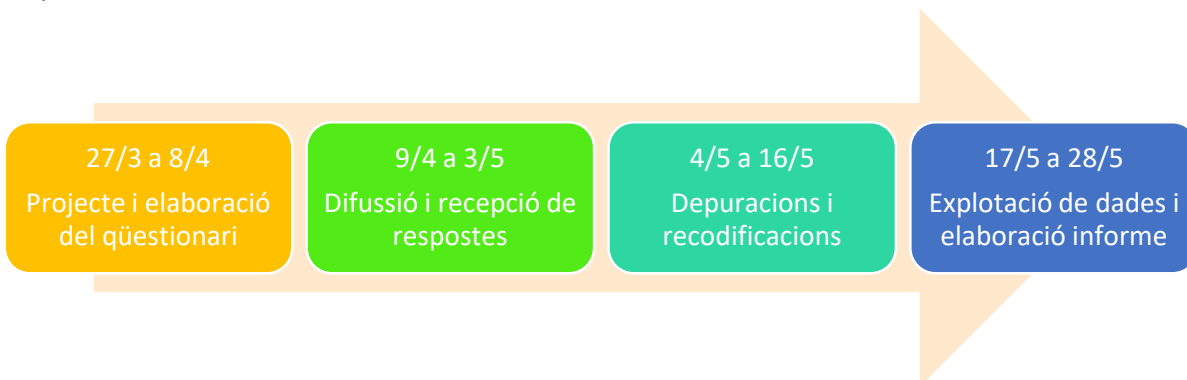 27/3 a 8/4
Projecte i elaboració
del qüestionari
9/4 a 3/5
Difussió i recepció de
respostes
4/5 a 16/5
Depuracions i
recodificacions
17/5 a 28/5
Explotació de dades i
elaboració informe